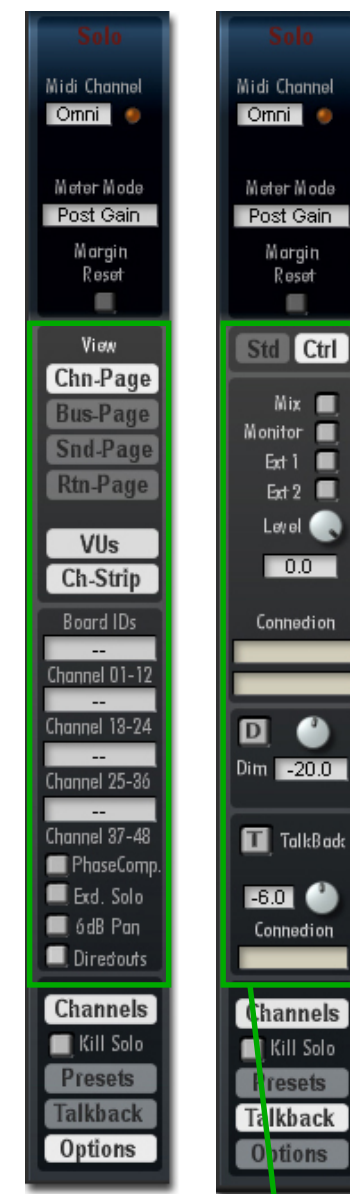 Solo
Midi Channel
Omni
Meter Mode
Post Gain
Margin
Reset
View
Chn-Page
Bus-Page
Snd-Page
Rtn-Page
VUs
Ch-Strip
Board IDs
--
Channel 01-12
--
Channel 13-24
--
Channel 25-36
--
Channel 37-48
PhaseComp.
Excl. Solo
6dB Pan
Directouts
Channels
Kill Solo
Presets
Talkback
Options
Solo
Midi Channel
Omni
Meter Mode
Post Gain
Margin
Reset
Std Ctrl
Mix
Monitor
Ext 1
Ext 2
Level
0.0
Connection
D
Dim -20.0
T TalkBack
-6.0
Connection
Channels
Kill Solo
Presets
Talkback
Options